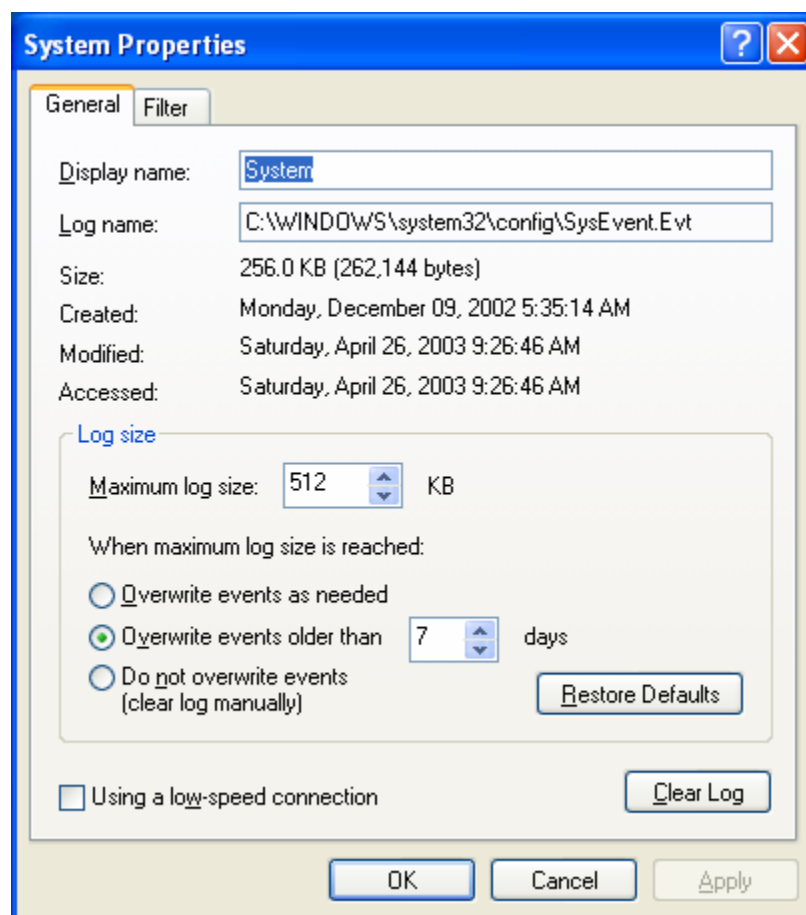 System Properties
General Filter
Display name: System
Log name: C:\WINDOWS\system32\config\SysEvent.Evt
Size: 256.0 KB (262,144 bytes)
Created: Monday, December 09, 2002 5:35:14 AM
Modified: Saturday, April 26, 2003 9:26:46 AM
Accessed: Saturday, April 26, 2003 9:26:46 AM
Log size
Maximum log size: 512 KB
When maximum log size is reached:
Overwrite events as needed
Overwrite events older than 7 days
Do not overwrite events
(clear log manually)
Restore Defaults
Using a low-speed connection
Clear Log
OK Cancel Apply